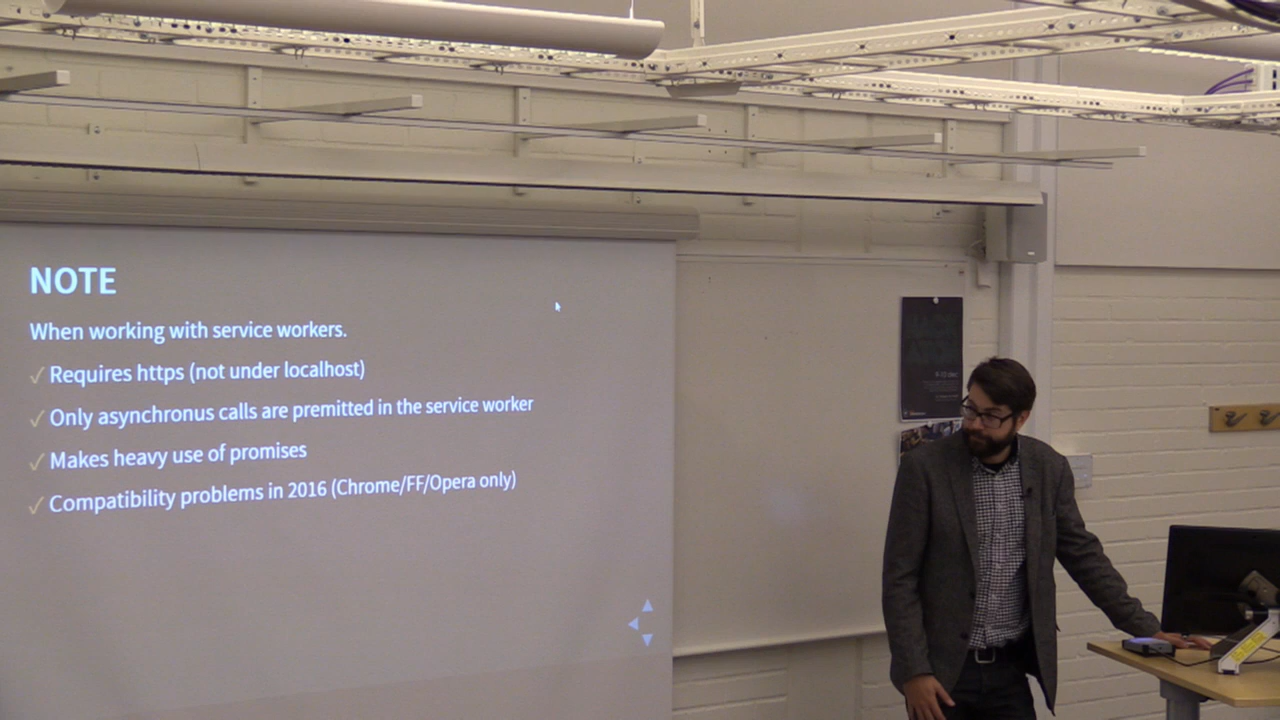 NOTE
When working with service workers.
✓ Requires https (not under localhost)
✓ Only asynchronus calls are premitted in the service worker
✓ Makes heavy use of promises
✓ Compatibility problems in 2016 (Chrome/FF/Opera only)